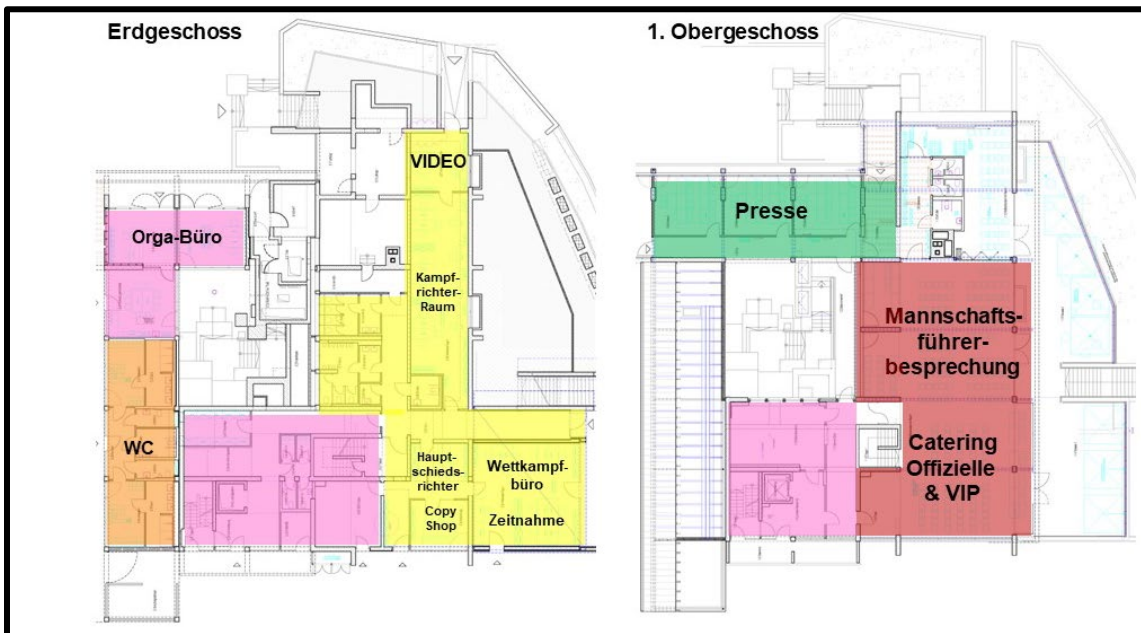 Erdgeschoss
VIDEO
Orga-Büro
Kampf-
richter-
Raum
WC
Haupt-
schieds-
richter
Copy
Shop
Wettkampf-
büro
Zeitnahme
1. Obergeschoss
Presse
Mannschafts-
führer-
besprechung
Catering
Offizielle
& VIP